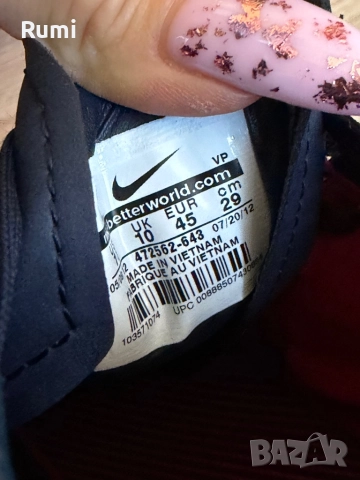 Rumi
VP
betterworld.com
UK EUR cm
10 45 29
472562-643 07/20/12
MADE IN VIETNAM
FABRIQUE AU VIETNAM
103571074
BAZAR